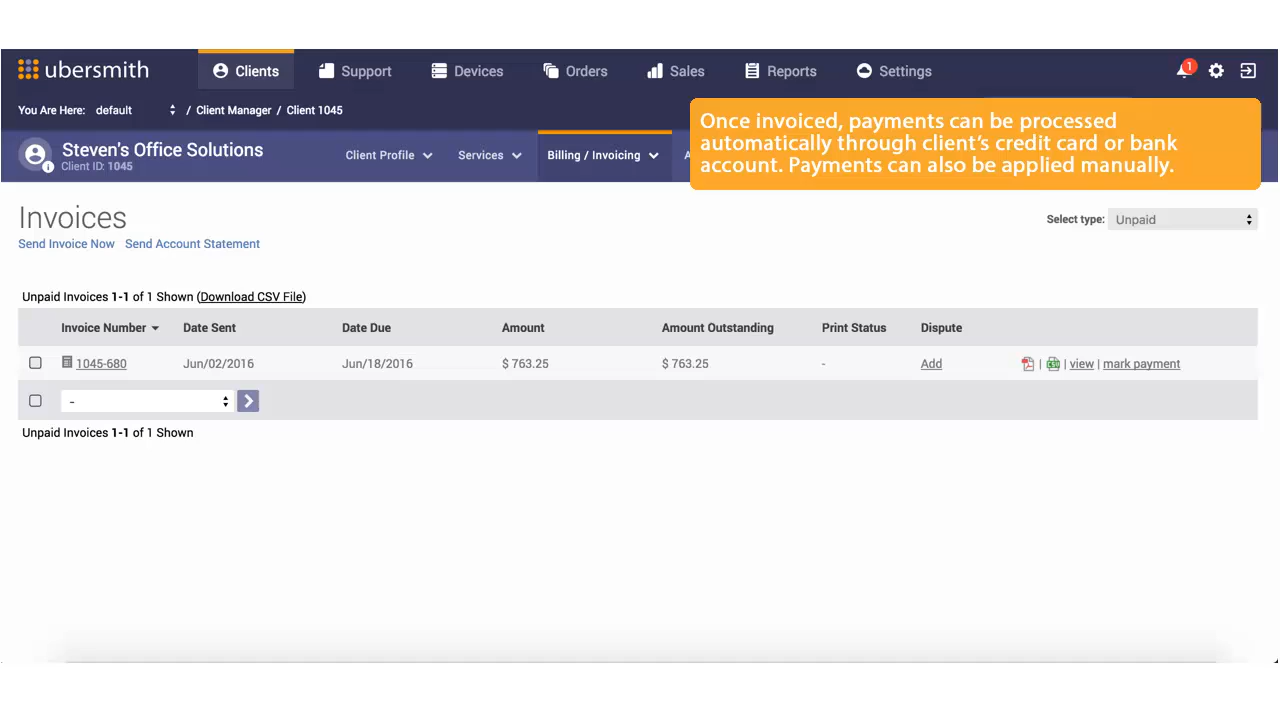 ubersmith Clients Support Devices Orders Sales Reports Settings 1
You Are Here: default / Client Manager / Client 1045
Once invoiced, payments can be processed
automatically through client's credit card or bank
account. Payments can also be applied manually.
Steven's Office Solutions
Client ID: 1045
Client Profile Services Billing / Invoicing A
Invoices
Select type: Unpaid
Send Invoice Now Send Account Statement
Unpaid Invoices 1-1 of 1 Shown (Download CSV File)
Invoice Number Date Sent Date Due Amount Amount Outstanding Print Status Dispute
1045-680 Jun/02/2016 Jun/18/2016 $ 763.25 $ 763.25 - Add | | view | mark payment
-
Unpaid Invoices 1-1 of 1 Shown